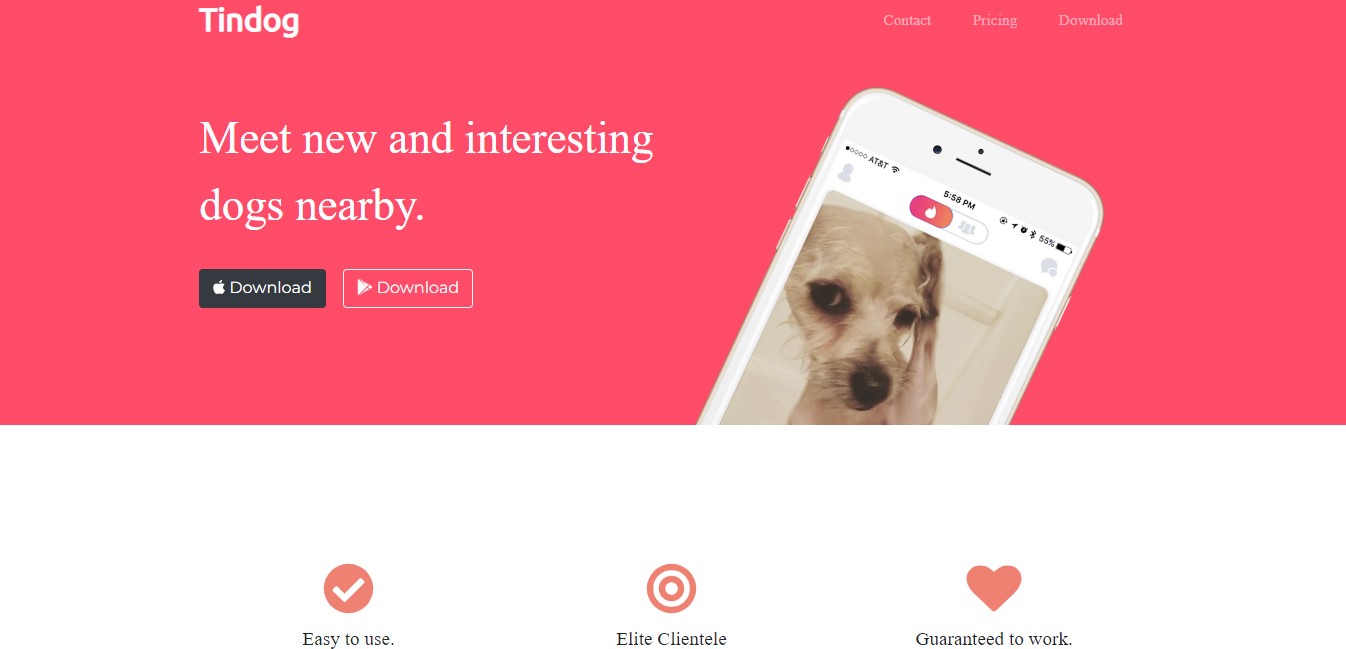 Tindog
Contact Pricing Download
Meet new and interesting
dogs nearby.
Download Download
AT&T 5:58 PM 55%
Easy to use. Elite Clientele Guaranteed to work.